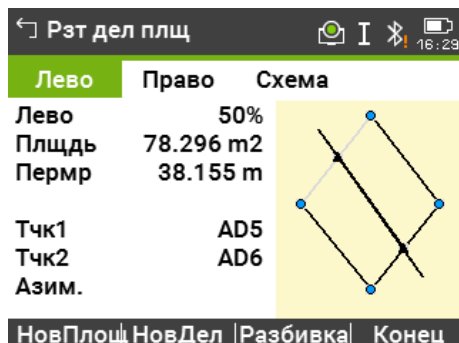 Рзт дел плщ I 16:29
Лево Право Схема
Лево 50%
Плщдь 78.296 m2
Пермр 38.155 m
Тчк1 AD5
Тчк2 AD6
Азим.
НовПлощ НовДел Разбивка Конец